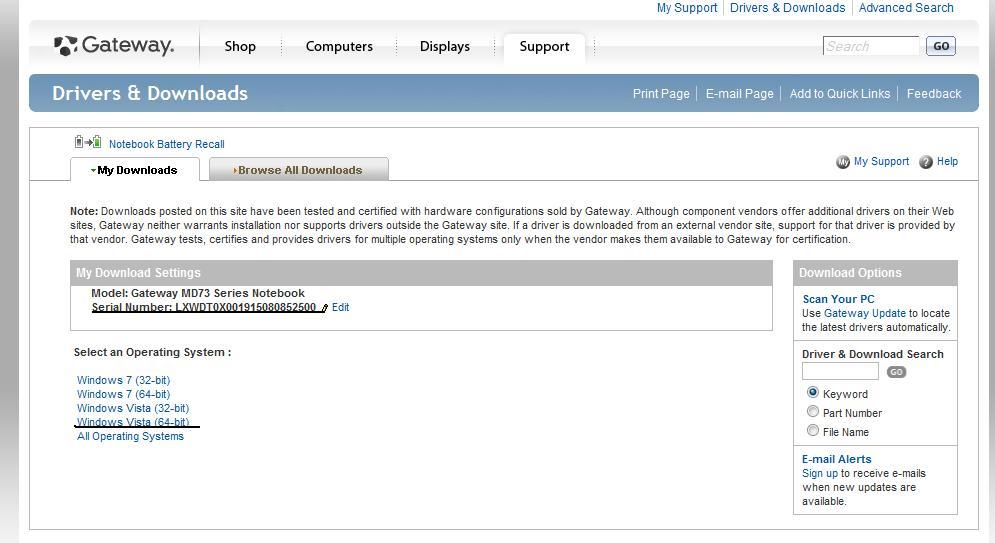 My Support Drivers & Downloads Advanced Search
Gateway. Shop Computers Displays Support Search GO
Drivers & Downloads Print Page E-mail Page Add to Quick Links Feedback
Notebook Battery Recall
My Downloads Browse All Downloads My My Support ? Help
Note: Downloads posted on this site have been tested and certified with hardware configurations sold by Gateway. Although component vendors offer additional drivers on their Web
sites, Gateway neither warrants installation nor supports drivers outside the Gateway site. If a driver is downloaded from an external vendor site, support for that driver is provided by
that vendor. Gateway tests, certifies and provides drivers for multiple operating systems only when the vendor makes them available to Gateway for certification.
My Download Settings
Model: Gateway MD73 Series Notebook
Serial Number: LXWDT0X001915080852500 Edit
Select an Operating System :
Windows 7 (32-bit)
Windows 7 (64-bit)
Windows Vista (32-bit)
Windows Vista (64-bit)
All Operating Systems
Download Options
Scan Your PC
Use Gateway Update to locate
the latest drivers automatically.
Driver & Download Search
GO
Keyword
Part Number
File Name
E-mail Alerts
Sign up to receive e-mails
when new updates are
available.